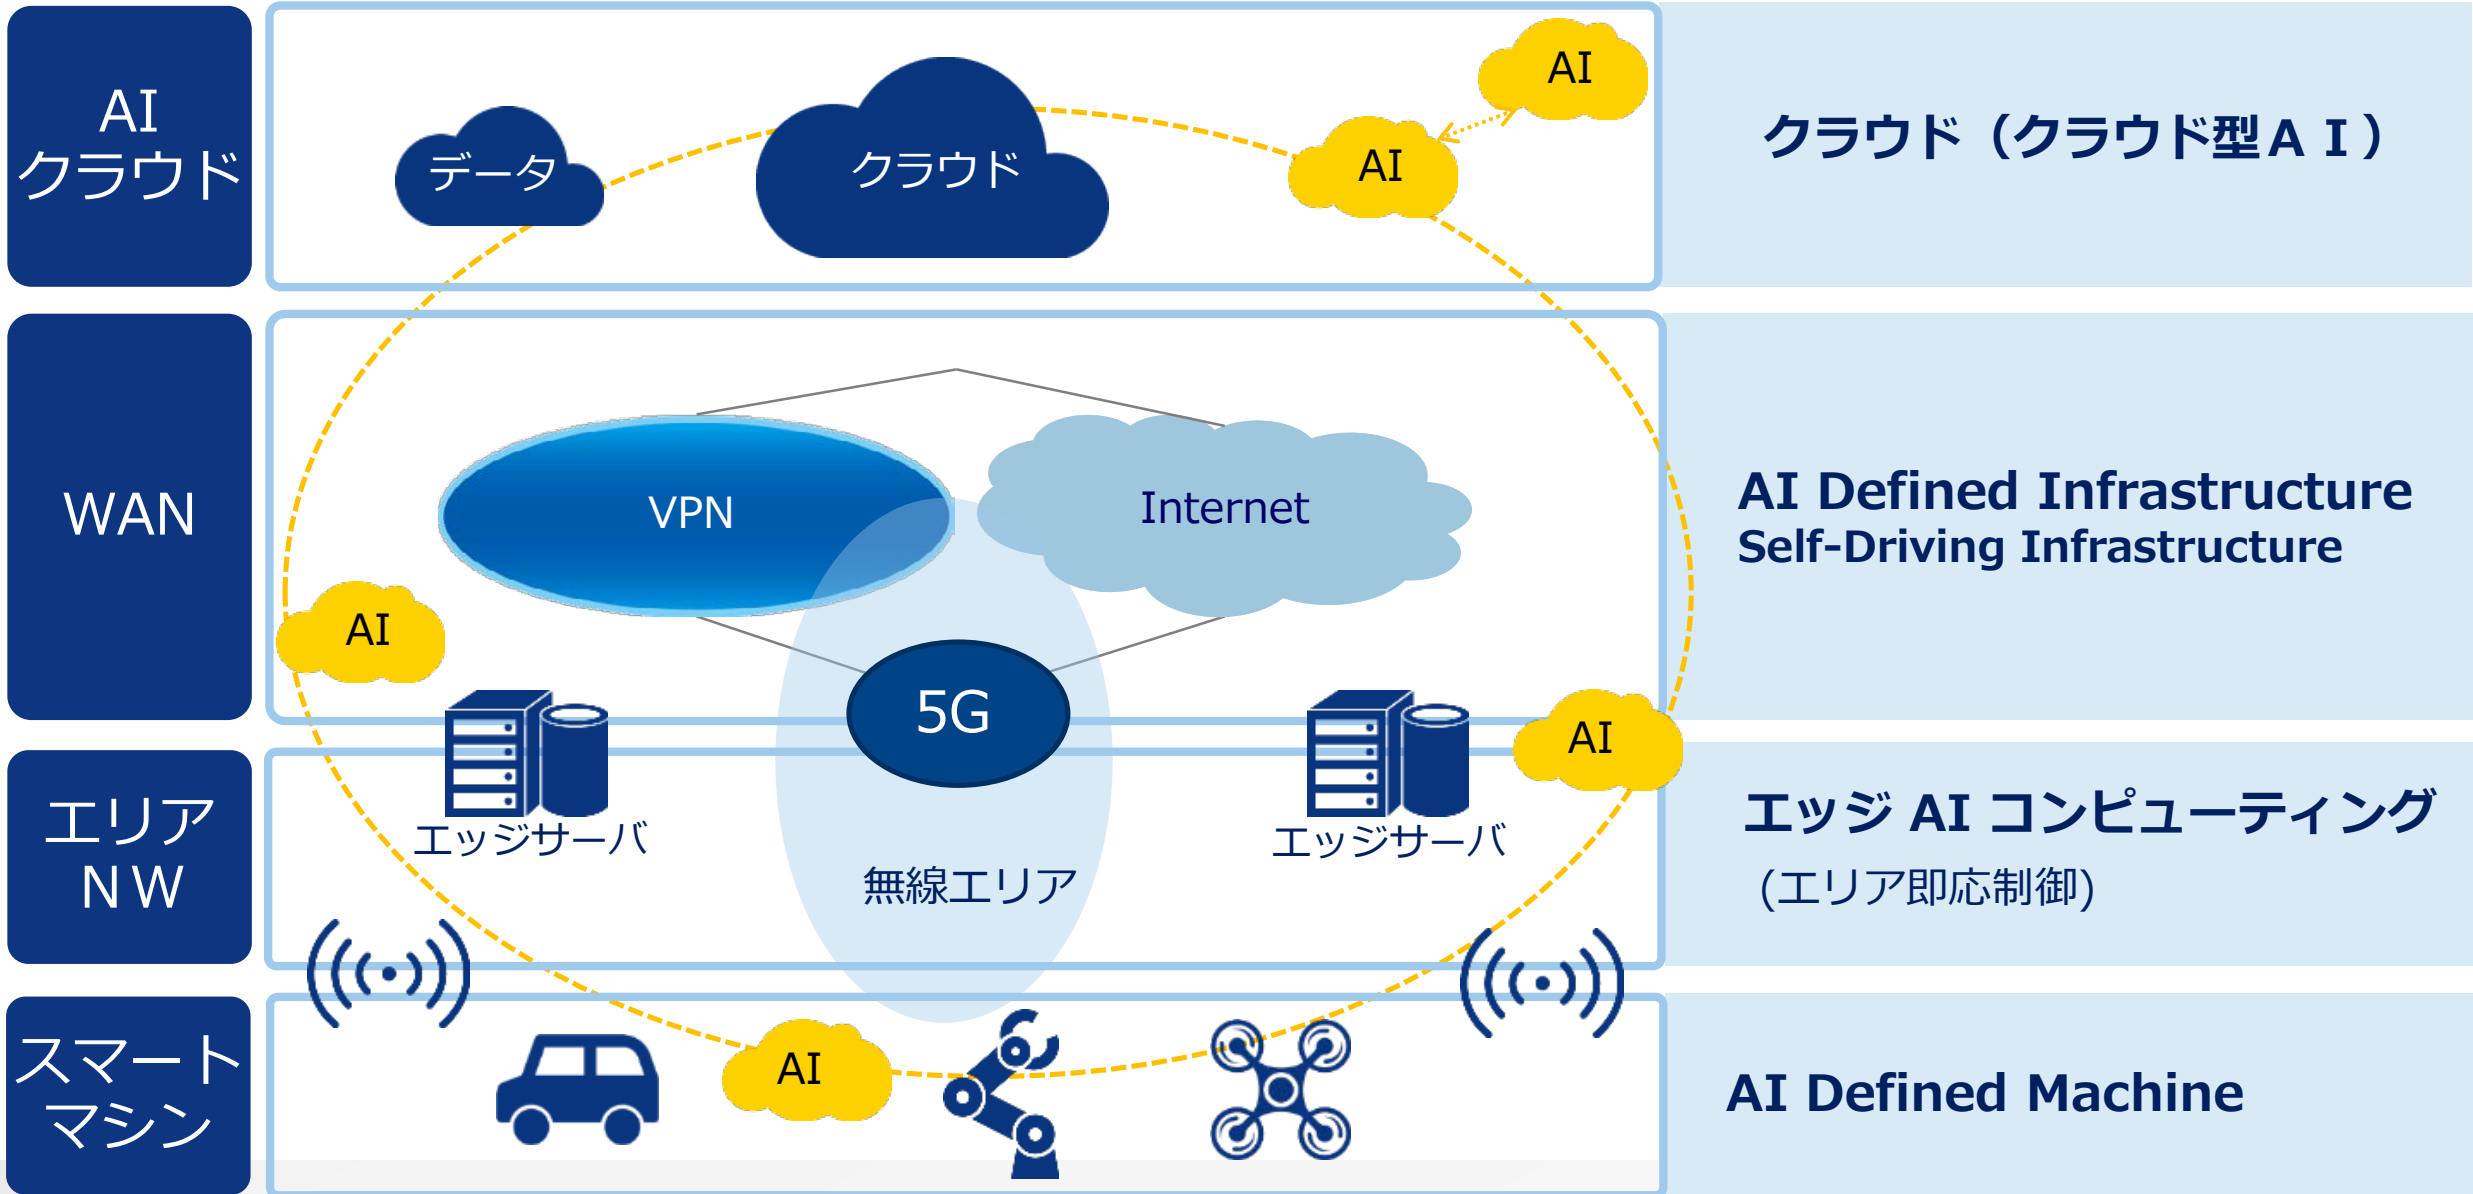 AI
クラウド
データ
クラウド
AI
AI
クラウド（クラウド型ＡＩ）
WAN
VPN
Internet
AI
5G
AI Defined Infrastructure
Self-Driving Infrastructure
エリア
ＮＷ
エッジサーバ
無線エリア
エッジサーバ
AI
エッジ AI コンピューティング
(エリア即応制御)
スマート
マシン
AI
AI Defined Machine